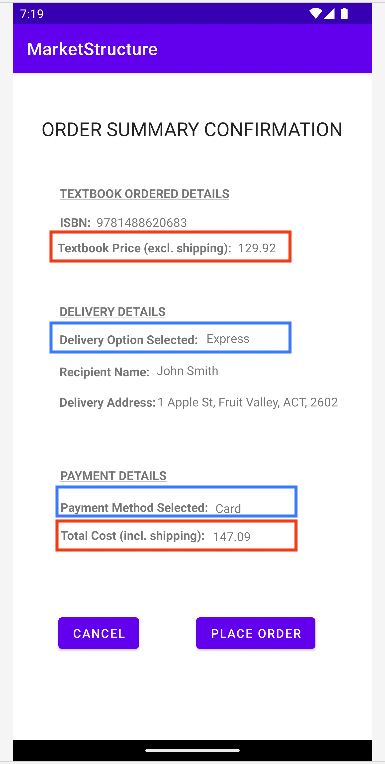 7:19
MarketStructure
ORDER SUMMARY CONFIRMATION
TEXTBOOK ORDERED DETAILS
ISBN: 9781488620683
Textbook Price (excl. shipping): 129.92
DELIVERY DETAILS
Delivery Option Selected: Express
Recipient Name: John Smith
Delivery Address: 1 Apple St, Fruit Valley, ACT, 2602
PAYMENT DETAILS
Payment Method Selected: Card
Total Cost (incl. shipping): 147.09
CANCEL PLACE ORDER